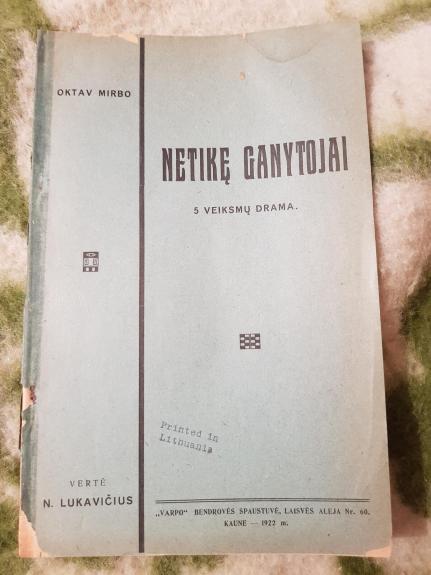 OKTAV MIRBO
NETIKĘ GANYTOJAI
5 VEIKSMŲ DRAMA.
Printed in
Lithuania
VERTĖ
N. LUKAVIČIUS
„VARPO“ BENDROVĖS SPAUSTUVĖ, LAISVĖS ALEJA Nr. 60.
KAUNE — 1922 m.